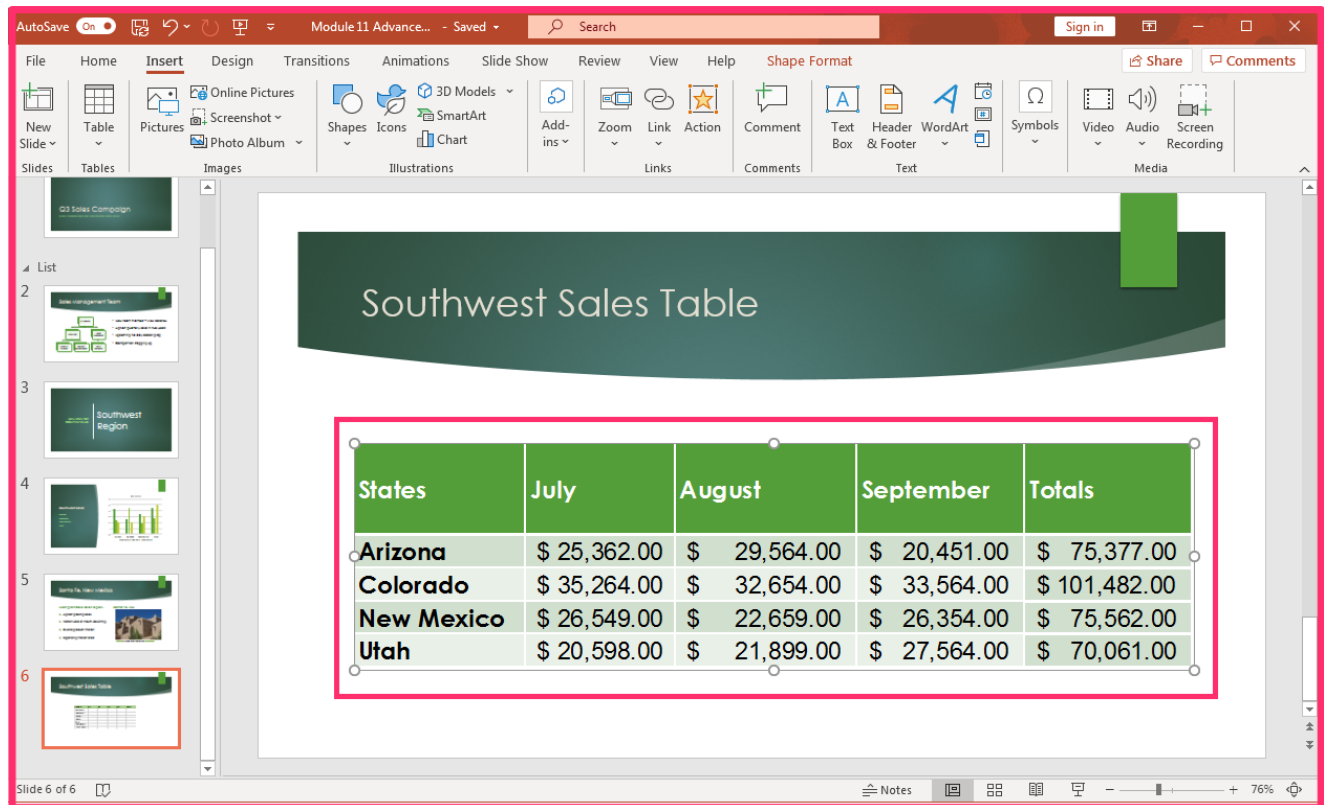 AutoSave On Module 11 Advance... - Saved Search Sign in
File Home Insert Design Transitions Animations Slide Show Review View Help Shape Format Share Comments
New Slide
Table
Pictures
Online Pictures
Screenshot
Photo Album
Shapes
Icons
3D Models
SmartArt
Chart
Add-ins
Zoom
Link
Action
Comment
Text Box
Header & Footer
WordArt
Symbols
Video
Audio
Screen Recording
Slides Tables Images Illustrations Links Comments Text Media
Q3 Sales Campaign
List
2
Sales Management Team
3
Southwest
Region
4
5
Santa Fe, New Mexico
6
Southwest Sales Table
Southwest Sales Table
States July August September Totals
Arizona $ 25,362.00 $ 29,564.00 $ 20,451.00 $ 75,377.00
Colorado $ 35,264.00 $ 32,654.00 $ 33,564.00 $ 101,482.00
New Mexico $ 26,549.00 $ 22,659.00 $ 26,354.00 $ 75,562.00
Utah $ 20,598.00 $ 21,899.00 $ 27,564.00 $ 70,061.00
Slide 6 of 6 Notes 76%